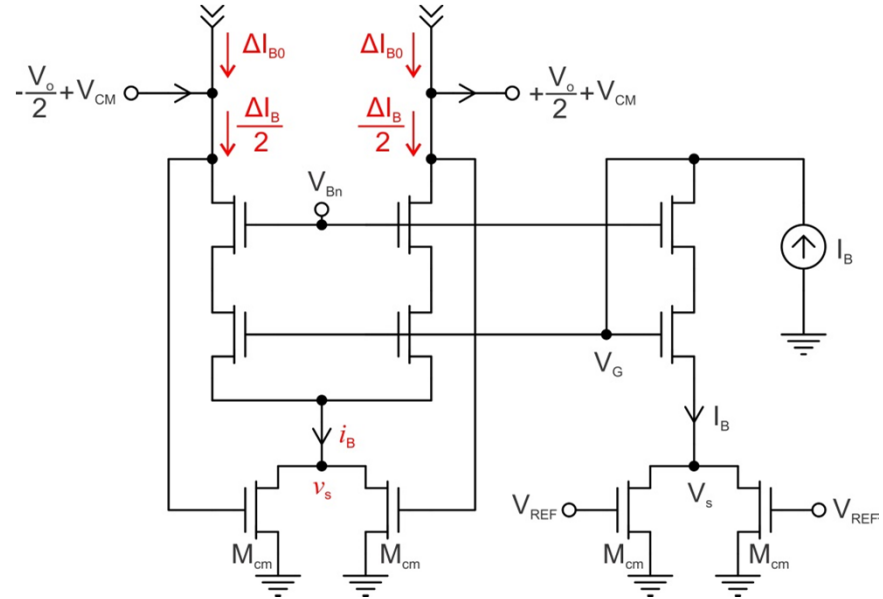 ΔI_B0
ΔI_B0
-V_o/2 +V_CM
+V_o/2 +V_CM
ΔI_B/2
ΔI_B/2
V_Bn
I_B
V_G
i_B
I_B
v_s
V_s
V_REF
V_REF
M_cm
M_cm
M_cm
M_cm